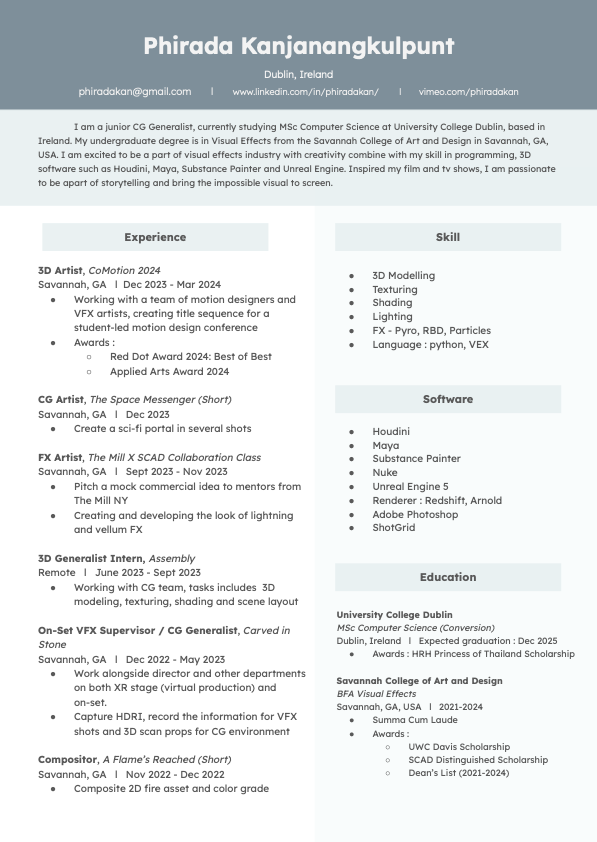 Phirada Kanjanangkulpunt
Dublin, Ireland
phiradakan@gmail.com l www.linkedin.com/in/phiradakan/ l vimeo.com/phiradakan
I am a junior CG Generalist, currently studying MSc Computer Science at University College Dublin, based in
Ireland. My undergraduate degree is in Visual Effects from the Savannah College of Art and Design in Savannah, GA,
USA. I am excited to be a part of visual effects industry with creativity combine with my skill in programming, 3D
software such as Houdini, Maya, Substance Painter and Unreal Engine. Inspired my film and tv shows, I am passionate
to be apart of storytelling and bring the impossible visual to screen.
Experience
3D Artist, CoMotion 2024
Savannah, GA l Dec 2023 - Mar 2024
● Working with a team of motion designers and
VFX artists, creating title sequence for a
student-led motion design conference
● Awards :
○ Red Dot Award 2024: Best of Best
○ Applied Arts Award 2024
CG Artist, The Space Messenger (Short)
Savannah, GA l Dec 2023
● Create a sci-fi portal in several shots
FX Artist, The Mill X SCAD Collaboration Class
Savannah, GA l Sept 2023 - Nov 2023
● Pitch a mock commercial idea to mentors from
The Mill NY
● Creating and developing the look of lightning
and vellum FX
3D Generalist Intern, Assembly
Remote l June 2023 - Sept 2023
● Working with CG team, tasks includes 3D
modeling, texturing, shading and scene layout
On-Set VFX Supervisor / CG Generalist, Carved in
Stone
Savannah, GA l Dec 2022 - May 2023
● Work alongside director and other departments
on both XR stage (virtual production) and
on-set.
● Capture HDRI, record the information for VFX
shots and 3D scan props for CG environment
Compositor, A Flame's Reached (Short)
Savannah, GA l Nov 2022 - Dec 2022
● Composite 2D fire asset and color grade
Skill
● 3D Modelling
● Texturing
● Shading
● Lighting
● FX - Pyro, RBD, Particles
● Language : python, VEX
Software
● Houdini
● Maya
● Substance Painter
● Nuke
● Unreal Engine 5
● Renderer : Redshift, Arnold
● Adobe Photoshop
● ShotGrid
Education
University College Dublin
MSc Computer Science (Conversion)
Dublin, Ireland l Expected graduation : Dec 2025
● Awards : HRH Princess of Thailand Scholarship
Savannah College of Art and Design
BFA Visual Effects
Savannah, GA, USA l 2021-2024
● Summa Cum Laude
● Awards :
○ UWC Davis Scholarship
○ SCAD Distinguished Scholarship
○ Dean's List (2021-2024)